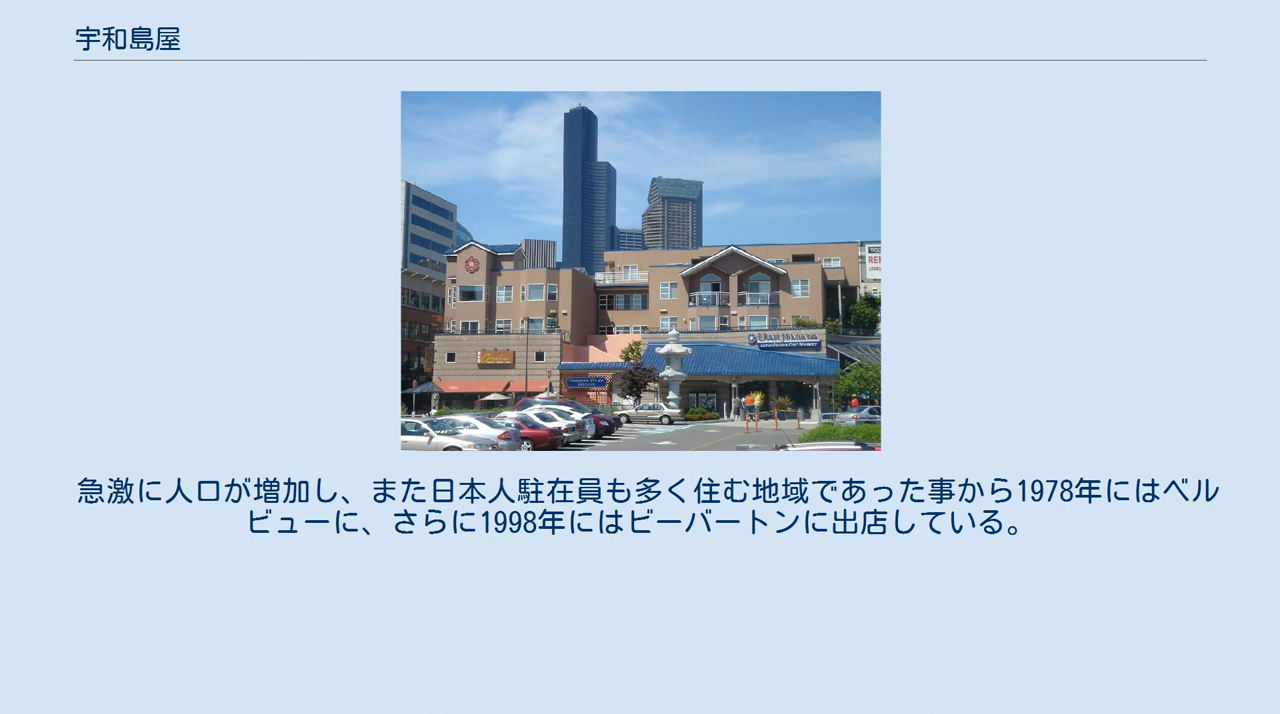 宇和島屋
REN
UWAJIMAYA
急激に人口が増加し、また日本人駐在員も多く住む地域であった事から1978年にはベル
ビューに、さらに1998年にはビーバートンに出店している。